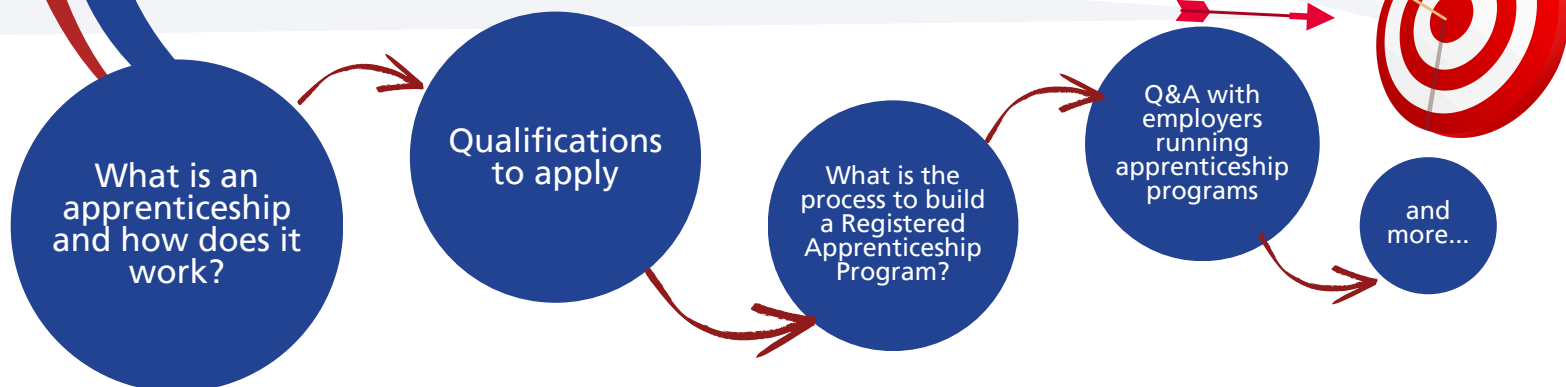 What is an
apprenticeship
and how does it
work?
Qualifications
to apply
What is the
process to build
a Registered
Apprenticeship
Program?
Q&A with
employers
running
apprenticeship
programs
and
more...